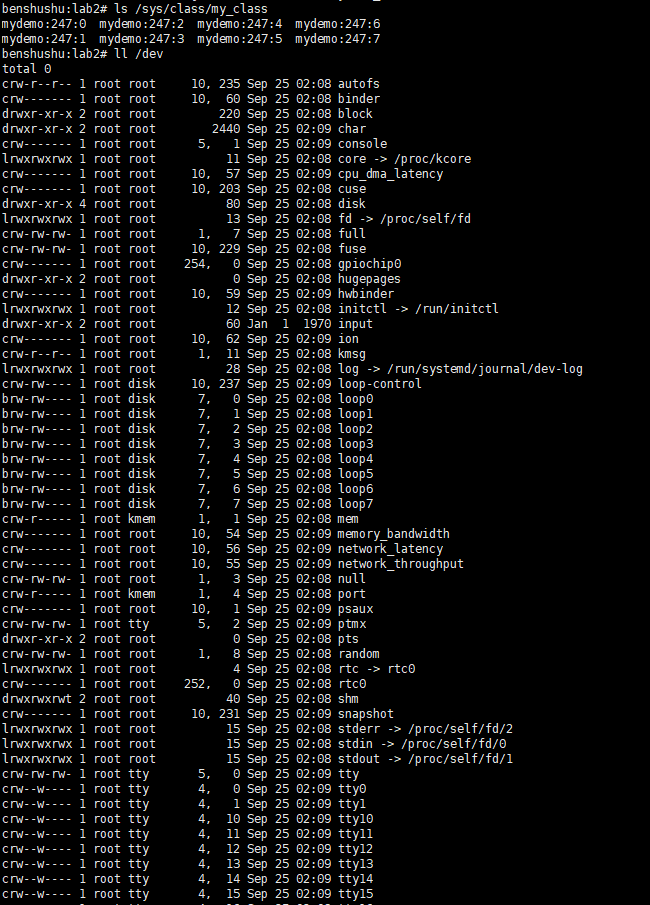 benshushu:lab2# ls /sys/class/my_class
mydemo:247:0  mydemo:247:2  mydemo:247:4  mydemo:247:6
mydemo:247:1  mydemo:247:3  mydemo:247:5  mydemo:247:7
benshushu:lab2# ll /dev
total 0
crw-r--r-- 1 root root     10, 235 Sep 25 02:08 autofs
crw------- 1 root root     10,  60 Sep 25 02:08 binder
drwxr-xr-x 2 root root         220 Sep 25 02:08 block
drwxr-xr-x 2 root root        2440 Sep 25 02:09 char
crw------- 1 root root      5,   1 Sep 25 02:09 console
lrwxrwxrwx 1 root root          11 Sep 25 02:08 core -> /proc/kcore
crw------- 1 root root     10,  57 Sep 25 02:09 cpu_dma_latency
crw------- 1 root root     10, 203 Sep 25 02:08 cuse
drwxr-xr-x 4 root root          80 Sep 25 02:08 disk
lrwxrwxrwx 1 root root          13 Sep 25 02:08 fd -> /proc/self/fd
crw-rw-rw- 1 root root      1,   7 Sep 25 02:08 full
crw-rw-rw- 1 root root     10, 229 Sep 25 02:08 fuse
crw------- 1 root root    254,   0 Sep 25 02:08 gpiochip0
drwxr-xr-x 2 root root           0 Sep 25 02:08 hugepages
crw------- 1 root root     10,  59 Sep 25 02:09 hwbinder
lrwxrwxrwx 1 root root          12 Sep 25 02:08 initctl -> /run/initctl
drwxr-xr-x 2 root root          60 Jan  1  1970 input
crw------- 1 root root     10,  62 Sep 25 02:09 ion
crw-r--r-- 1 root root      1,  11 Sep 25 02:08 kmsg
lrwxrwxrwx 1 root root          28 Sep 25 02:08 log -> /run/systemd/journal/dev-log
crw-rw---- 1 root disk     10, 237 Sep 25 02:09 loop-control
brw-rw---- 1 root disk      7,   0 Sep 25 02:08 loop0
brw-rw---- 1 root disk      7,   1 Sep 25 02:08 loop1
brw-rw---- 1 root disk      7,   2 Sep 25 02:08 loop2
brw-rw---- 1 root disk      7,   3 Sep 25 02:08 loop3
brw-rw---- 1 root disk      7,   4 Sep 25 02:08 loop4
brw-rw---- 1 root disk      7,   5 Sep 25 02:08 loop5
brw-rw---- 1 root disk      7,   6 Sep 25 02:08 loop6
brw-rw---- 1 root disk      7,   7 Sep 25 02:08 loop7
crw-r----- 1 root kmem      1,   1 Sep 25 02:08 mem
crw------- 1 root root     10,  54 Sep 25 02:09 memory_bandwidth
crw------- 1 root root     10,  56 Sep 25 02:09 network_latency
crw------- 1 root root     10,  55 Sep 25 02:09 network_throughput
crw-rw-rw- 1 root root      1,   3 Sep 25 02:08 null
crw-r----- 1 root kmem      1,   4 Sep 25 02:08 port
crw------- 1 root root     10,   1 Sep 25 02:09 psaux
crw-rw-rw- 1 root tty       5,   2 Sep 25 02:09 ptmx
drwxr-xr-x 2 root root           0 Sep 25 02:08 pts
crw-rw-rw- 1 root root      1,   8 Sep 25 02:08 random
lrwxrwxrwx 1 root root           4 Sep 25 02:08 rtc -> rtc0
crw------- 1 root root    252,   0 Sep 25 02:08 rtc0
drwxrwxrwt 2 root root          40 Sep 25 02:08 shm
crw------- 1 root root     10, 231 Sep 25 02:09 snapshot
lrwxrwxrwx 1 root root          15 Sep 25 02:08 stderr -> /proc/self/fd/2
lrwxrwxrwx 1 root root          15 Sep 25 02:08 stdin -> /proc/self/fd/0
lrwxrwxrwx 1 root root          15 Sep 25 02:08 stdout -> /proc/self/fd/1
crw-rw-rw- 1 root tty       5,   0 Sep 25 02:09 tty
crw--w---- 1 root tty       4,   0 Sep 25 02:09 tty0
crw--w---- 1 root tty       4,   1 Sep 25 02:09 tty1
crw--w---- 1 root tty       4,  10 Sep 25 02:09 tty10
crw--w---- 1 root tty       4,  11 Sep 25 02:09 tty11
crw--w---- 1 root tty       4,  12 Sep 25 02:09 tty12
crw--w---- 1 root tty       4,  13 Sep 25 02:09 tty13
crw--w---- 1 root tty       4,  14 Sep 25 02:09 tty14
crw--w---- 1 root tty       4,  15 Sep 25 02:09 tty15